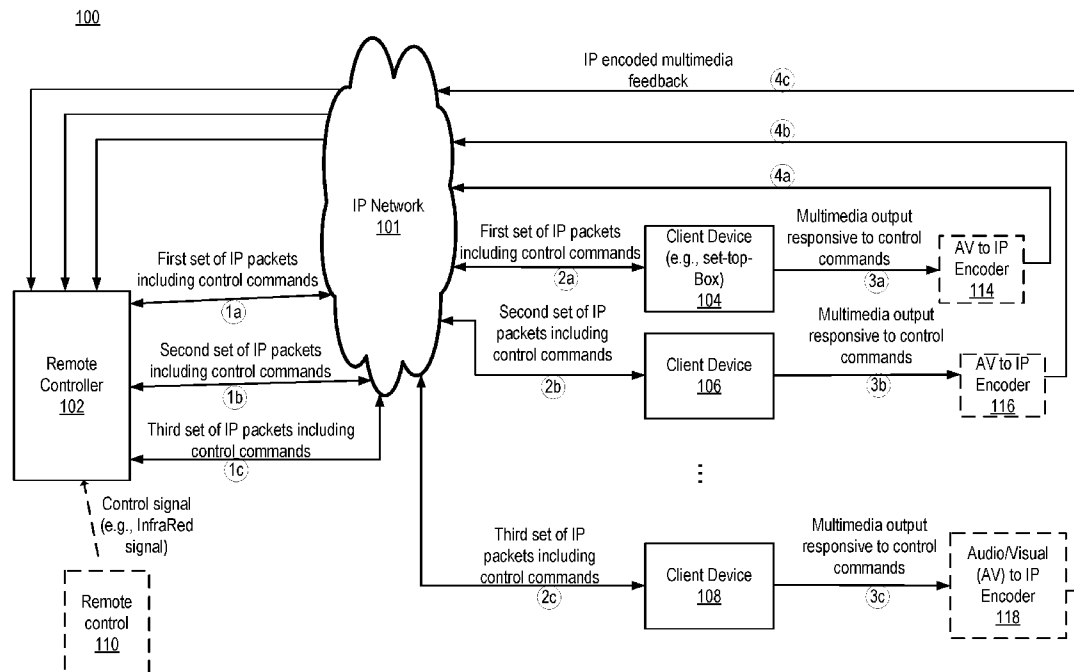 100
IP encoded multimedia
feedback
4c
4b
4a
IP Network
101
First set of IP packets
including control commands
1a
Second set of IP packets
including control commands
1b
Third set of IP packets including
control commands
1c
Remote
Controller
102
Control signal
(e.g., InfraRed
signal)
Remote
control
110
First set of IP packets
including control commands
2a
Client Device
(e.g., set-top-
Box)
104
Multimedia output
responsive to control
commands
3a
AV to IP
Encoder
114
Second set of IP
packets including
control commands
2b
Client Device
106
Multimedia output
responsive to control
commands
3b
AV to IP
Encoder
116
...
Third set of IP
packets including
control commands
2c
Client Device
108
Multimedia output
responsive to control
commands
3c
Audio/Visual
(AV) to IP
Encoder
118